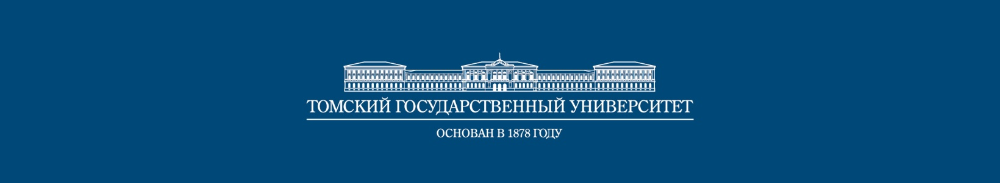 ТОМСКИЙ ГОСУДАРСТВЕННЫЙ УНИВЕРСИТЕТ
ОСНОВАН В 1878 ГОДУ